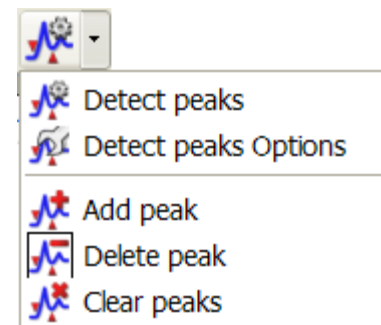 Detect peaks
Detect peaks Options
Add peak
Delete peak
Clear peaks